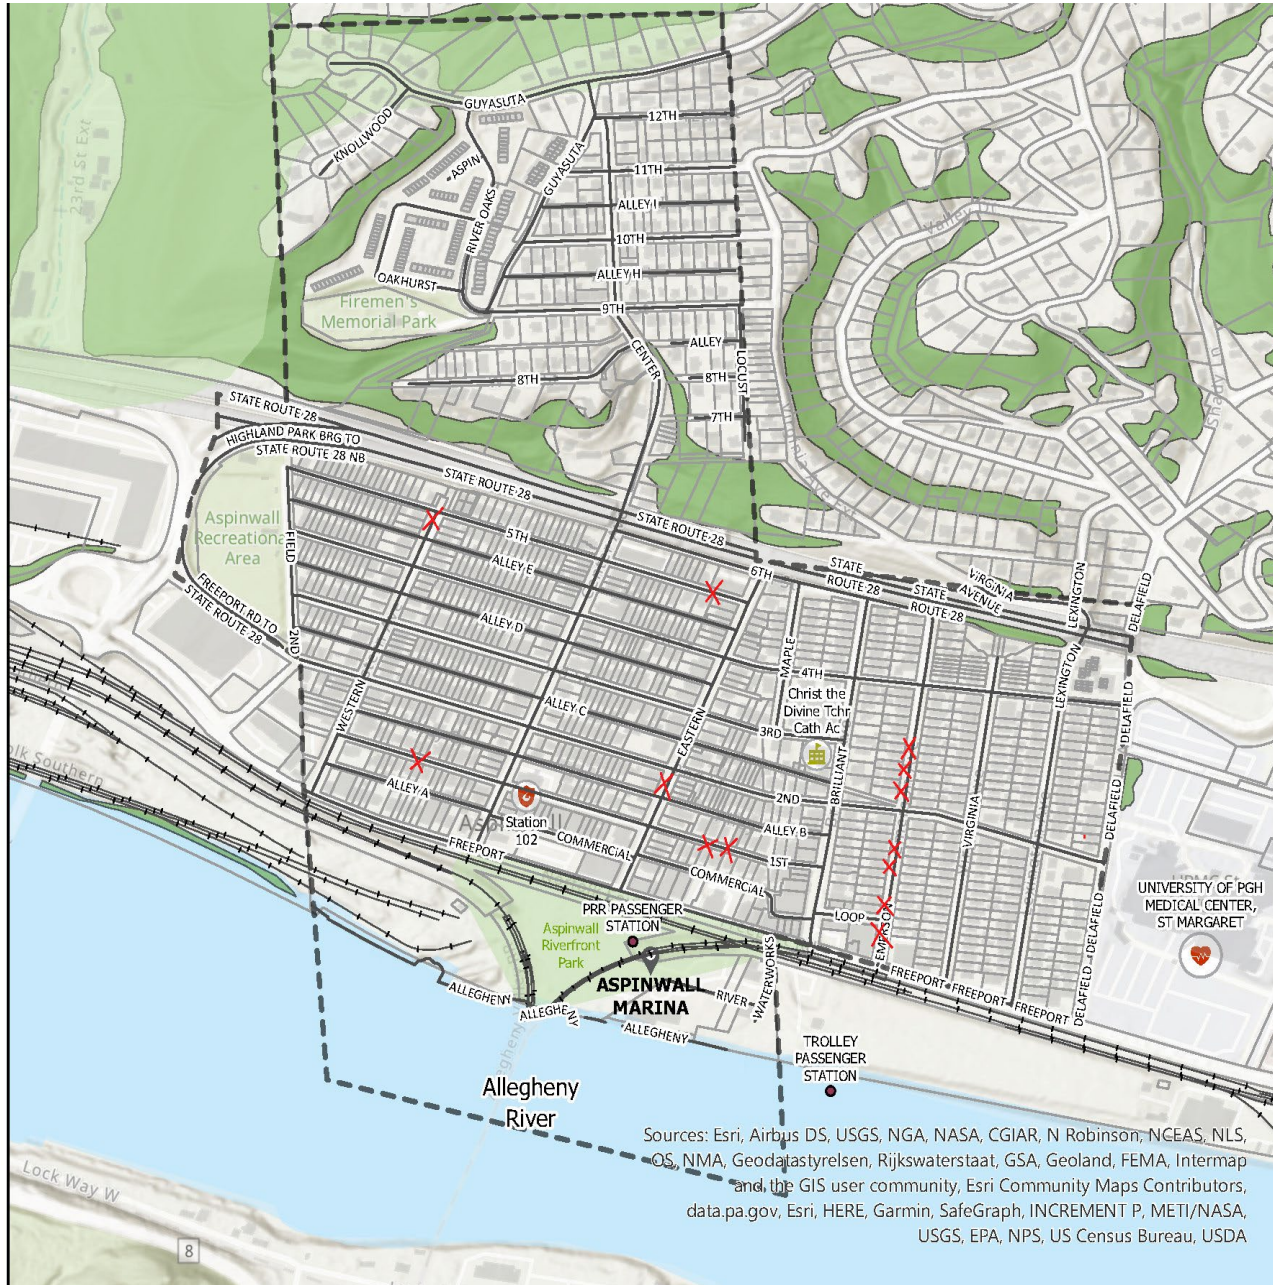 23rd St Ext
GUYASUTA
KNOLLWOOD
12TH
ASPIN
GUYASUTA
11TH
ALLEY I
RIVER OAKS
10TH
Valley Dr
ALLEY H
OAKHURST
Firemen's
Memorial Park
9TH
CENTER
ALLEY
LOCUST
8TH
8TH
7TH
STATE ROUTE 28
HIGHLAND PARK BRG TO
STATE ROUTE 28 NB
STATE ROUTE 28
STATE ROUTE 28
Aspinwall
Recreational
Area
FIELD
5TH
ALLEY E
6TH
STATE
ROUTE 28
STATE
ROUTE 28
VIRGINIA
AVENUE
LEXINGTON
DELAFIELD
FREEPORT RD TO
STATE ROUTE 28
2ND
ALLEY D
MAPLE
4TH
LEXINGTON
DELAFIELD
WESTERN
ALLEY C
EASTERN
3RD
Christ the
Divine Tchr
Cath Ac
BRILLIANT
DELAFIELD
olk Southern
ALLEY A
2ND
VIRGINIA
Station
102
COMMERCIAL
FREEPORT
ALLEY B
1ST
COMMERCIAL
DELAFIELD
UNIVERSITY OF PGH
MEDICAL CENTER,
ST MARGARET
PRR PASSENGER
STATION
LOOP
EMERSON
Aspinwall
Riverfront
Park
WATERWORKS
DELAFIELD
ASPINWALL
MARINA
RIVER
FREEPORT
FREEPORT
FREEPORT
DELAFIELD
ALLEGHENY
ALLEGHENY
ALLEGHENY
TROLLEY
PASSENGER
STATION
Allegheny
River
Lock Way W
8
Sources: Esri, Airbus DS, USGS, NGA, NASA, CGIAR, N Robinson, NCEAS, NLS,
OS, NMA, Geodatastyrelsen, Rijkswaterstaat, GSA, Geoland, FEMA, Intermap
and the GIS user community, Esri Community Maps Contributors,
data.pa.gov, Esri, HERE, Garmin, SafeGraph, INCREMENT P, METI/NASA,
USGS, EPA, NPS, US Census Bureau, USDA